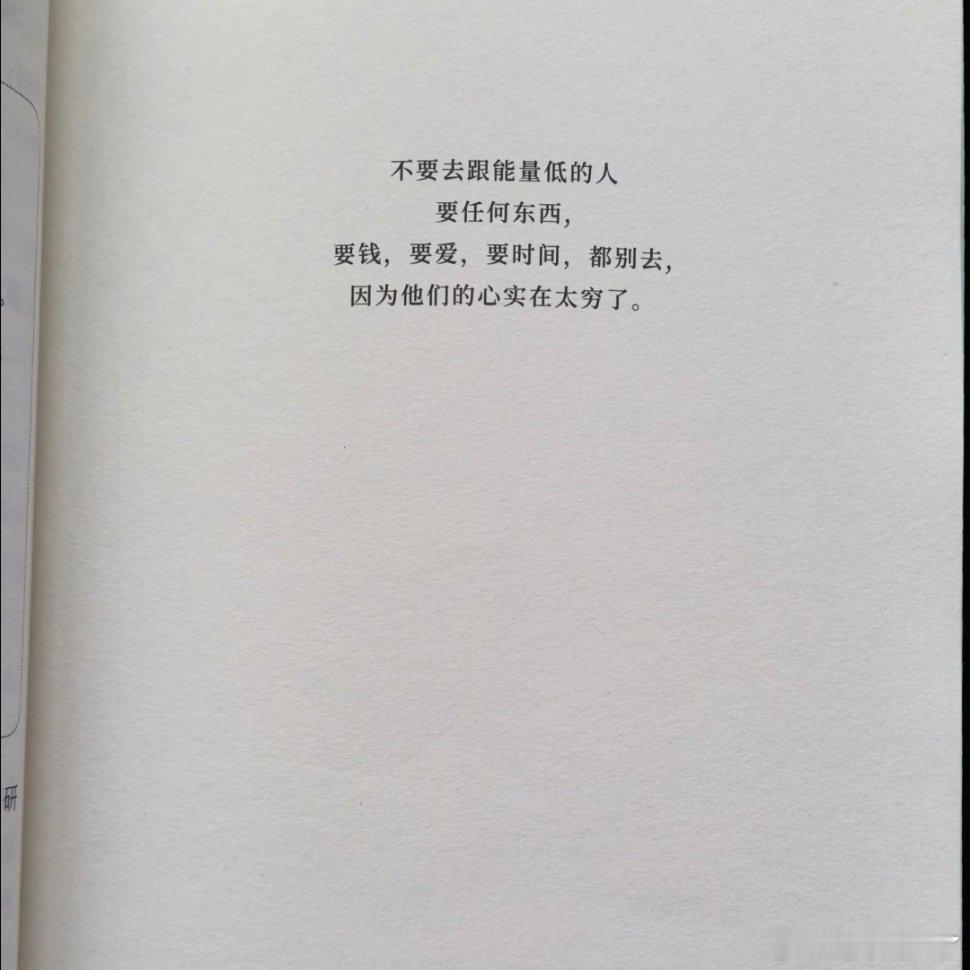 不要去跟能量低的人
要任何东西，
要钱，要爱，要时间，都别去，
因为他们的心实在太穷了。
研